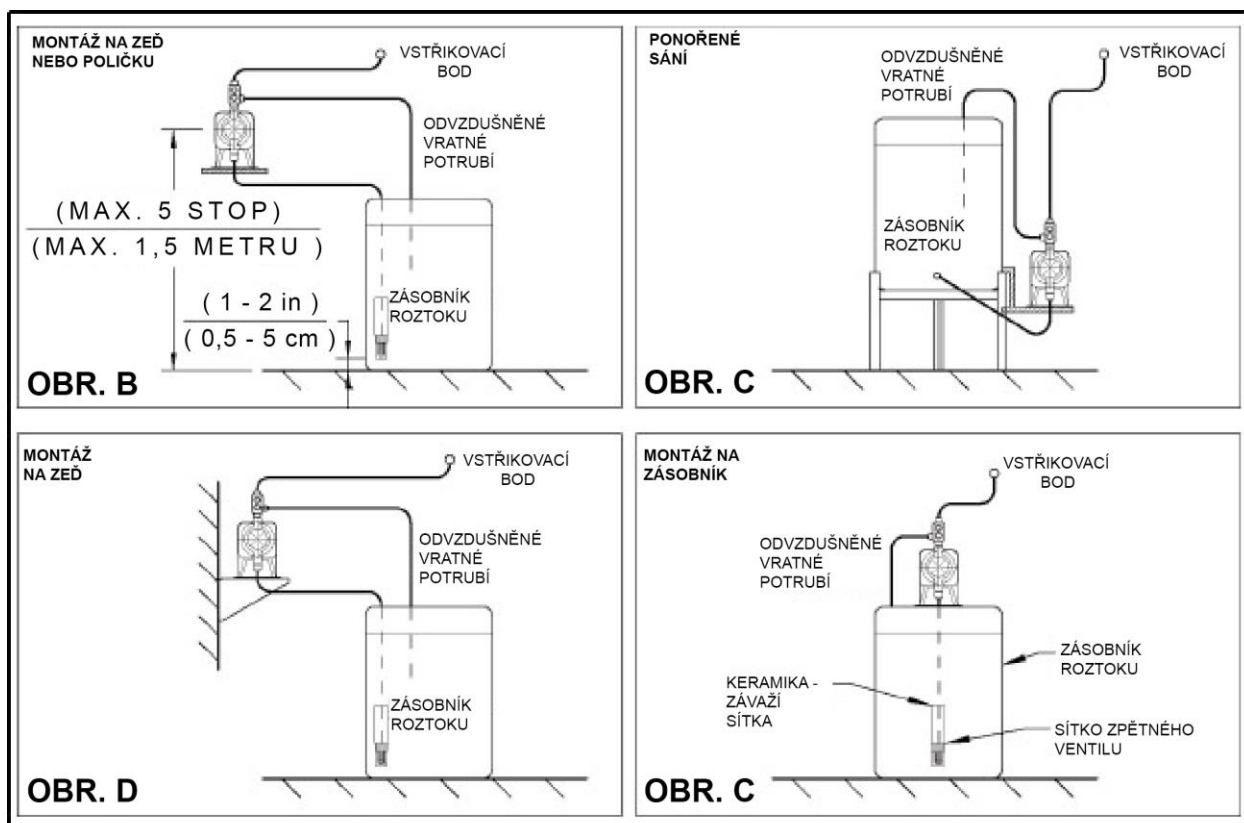 MONTÁŽ NA ZEĎ
NEBO POLIČKU
VSTŘIKOVACÍ
BOD
ODVZDUŠNĚNÉ
VRATNÉ
POTRUBÍ
(MAX. 5 STOP)
(MAX. 1,5 METRU )
( 1 - 2 in )
( 0,5 - 5 cm )
ZÁSOBNÍK
ROZTOKU
OBR. B
PONOŘENÉ
SÁNÍ
ODVZDUŠNĚNÉ
VRATNÉ
POTRUBÍ
VSTŘIKOVACÍ
BOD
ZÁSOBNÍK
ROZTOKU
OBR. C
MONTÁŽ
NA ZEĎ
VSTŘIKOVACÍ
BOD
ODVZDUŠNĚNÉ
VRATNÉ
POTRUBÍ
ZÁSOBNÍK
ROZTOKU
OBR. D
MONTÁŽ NA
ZÁSOBNÍK
VSTŘIKOVACÍ
BOD
ODVZDUŠNĚNÉ
VRATNÉ
POTRUBÍ
ZÁSOBNÍK
ROZTOKU
KERAMIKA -
ZÁVAŽÍ
SÍTKA
SÍTKO ZPĚTNÉHO
VENTILU
OBR. C